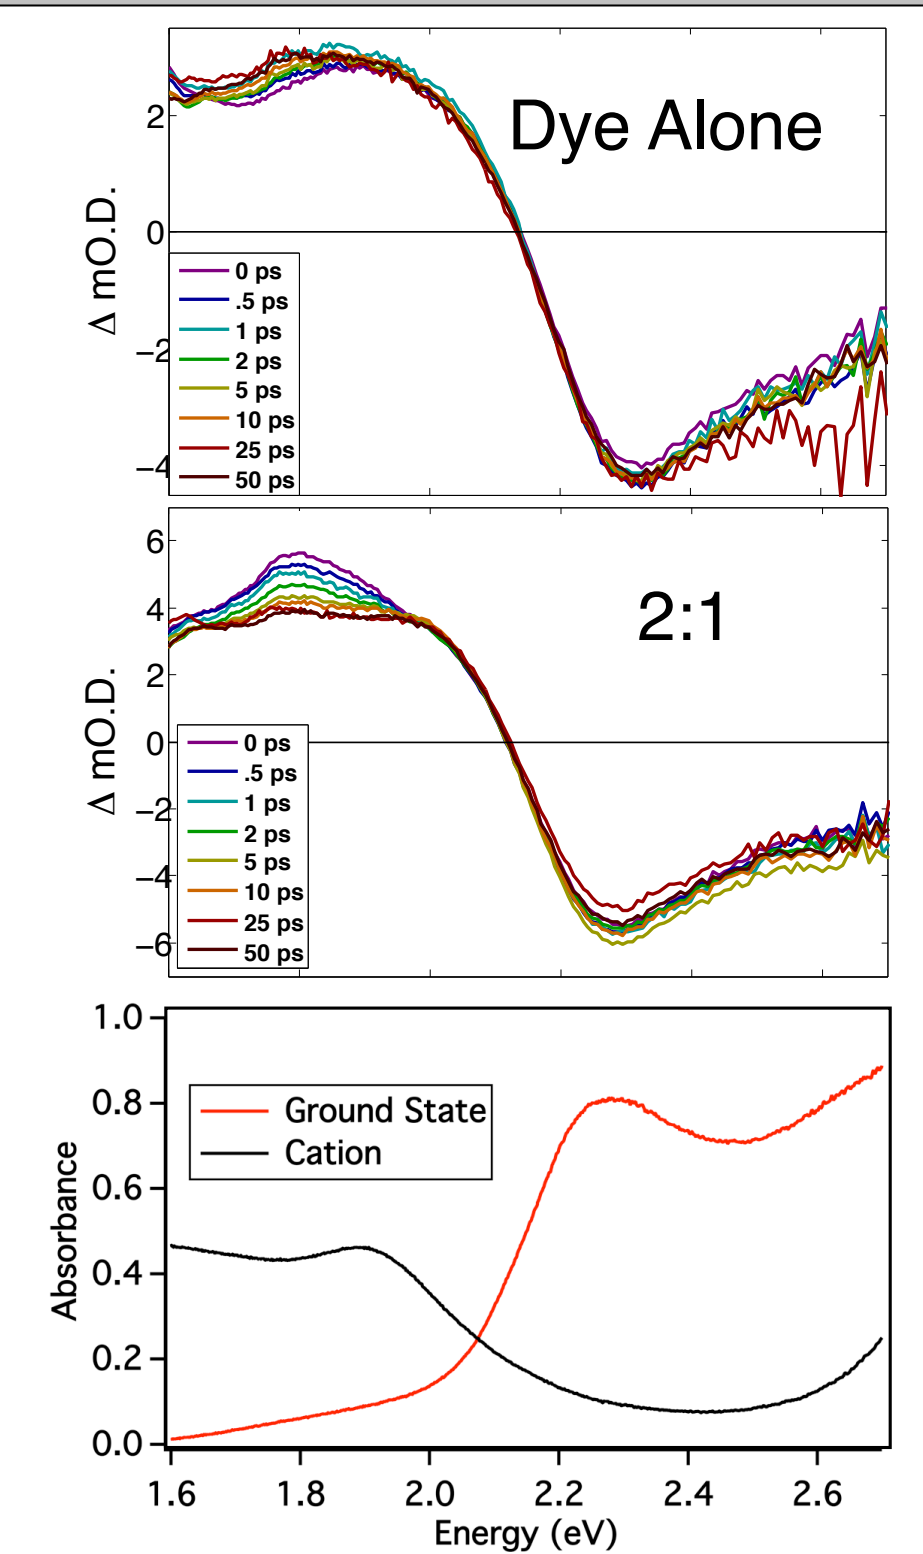 Dye Alone
Δ mO.D.
2
0
−2
−4
0 ps
.5 ps
1 ps
2 ps
5 ps
10 ps
25 ps
50 ps
2:1
Δ mO.D.
6
4
2
0
−2
−4
−6
0 ps
.5 ps
1 ps
2 ps
5 ps
10 ps
25 ps
50 ps
Absorbance
1.0
0.8
0.6
0.4
0.2
0.0
Ground State
Cation
1.6 1.8 2.0 2.2 2.4 2.6
Energy (eV)